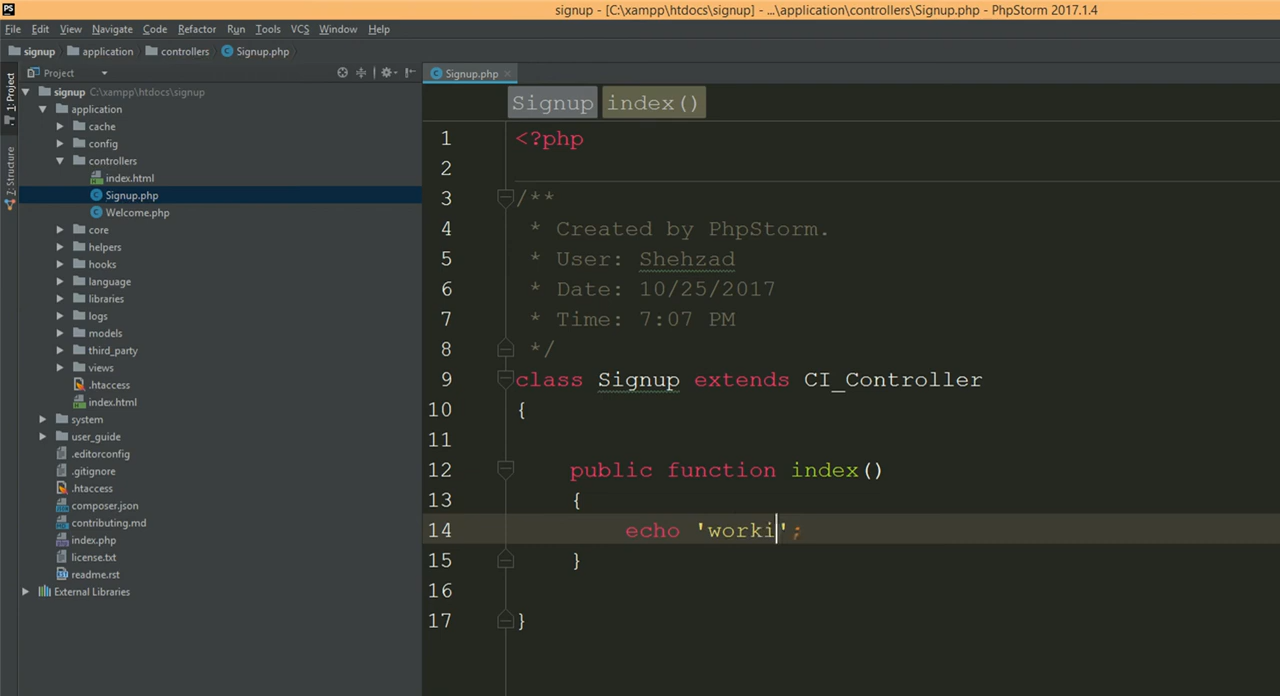 PS
signup - [C:\xampp\htdocs\signup] - ...\application\controllers\Signup.php - PhpStorm 2017.1.4
File Edit View Navigate Code Refactor Run Tools VCS Window Help
signup application controllers Signup.php
1: Project
7: Structure
Project
signup C:\xampp\htdocs\signup
application
cache
config
controllers
index.html
Signup.php
Welcome.php
core
helpers
hooks
language
libraries
logs
models
third_party
views
.htaccess
index.html
system
user_guide
.editorconfig
.gitignore
.htaccess
composer.json
contributing.md
index.php
license.txt
readme.rst
External Libraries
Signup.php
Signup index()
1 <?php
2
3 /**
4 * Created by PhpStorm.
5 * User: Shehzad
6 * Date: 10/25/2017
7 * Time: 7:07 PM
8 */
9 class Signup extends CI_Controller
10 {
11
12 public function index()
13 {
14 echo 'worki';
15 }
16
17 }